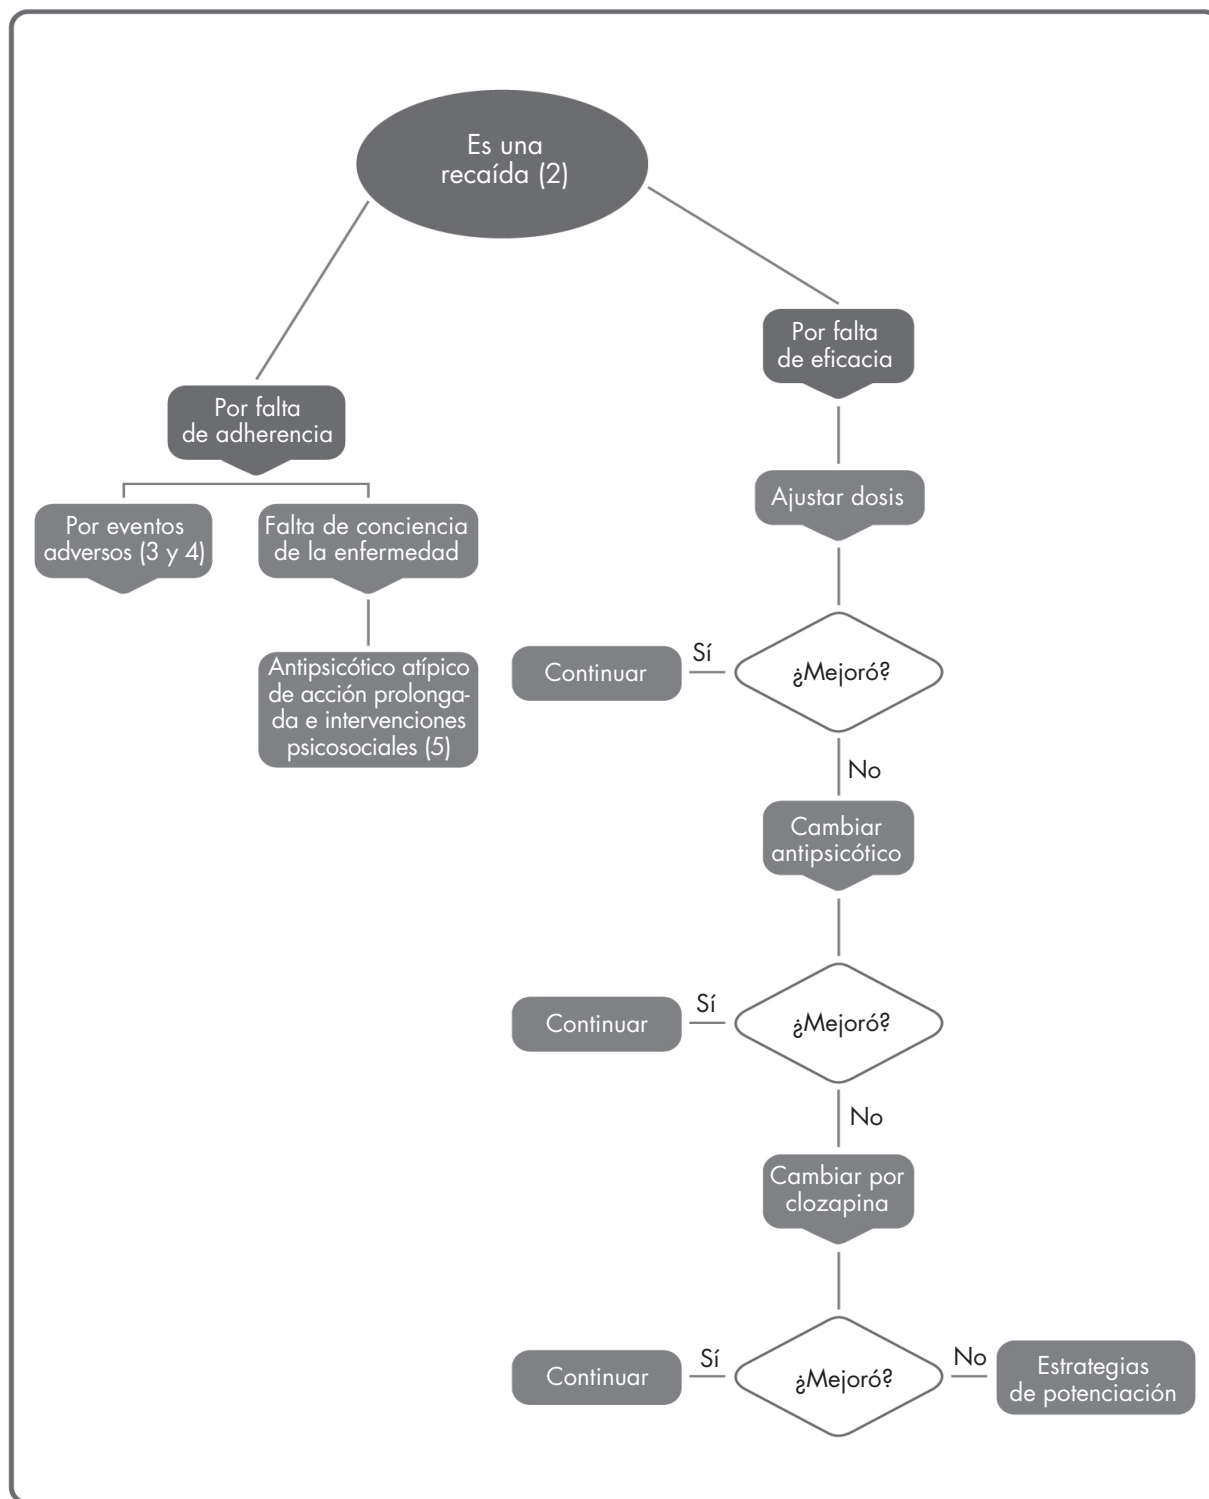 Es una
recaída (2)
Por falta
de adherencia
Por eventos
adversos (3 y 4)
Falta de conciencia
de la enfermedad
Antipsicótico atípico
de acción prolonga-
da e intervenciones
psicosociales (5)
Por falta
de eficacia
Ajustar dosis
¿Mejoró?
Sí
Continuar
No
Cambiar
antipsicótico
¿Mejoró?
Sí
Continuar
No
Cambiar por
clozapina
¿Mejoró?
Sí
Continuar
No
Estrategias
de potenciación